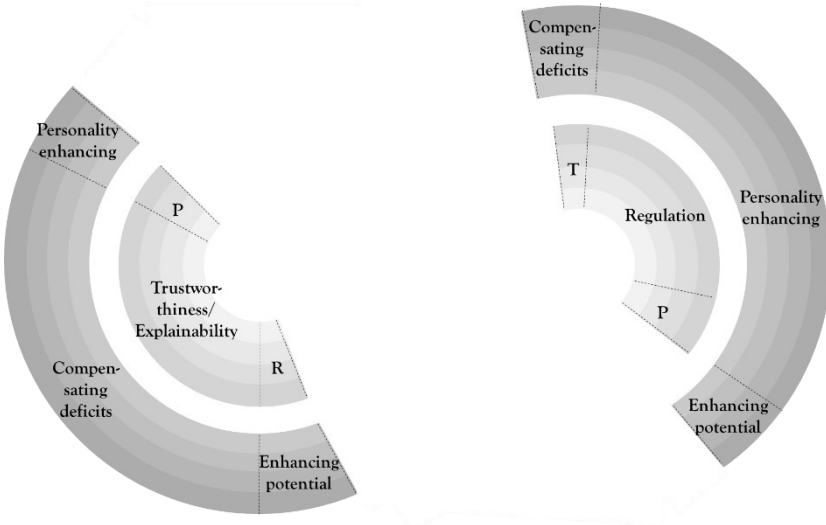 Personality
enhancing
P
Trustwor-
thiness/
Explainability
R
Compen-
sating
deficits
Enhancing
potential
Compen-
sating
deficits
T
Regulation
Personality
enhancing
P
Enhancing
potential